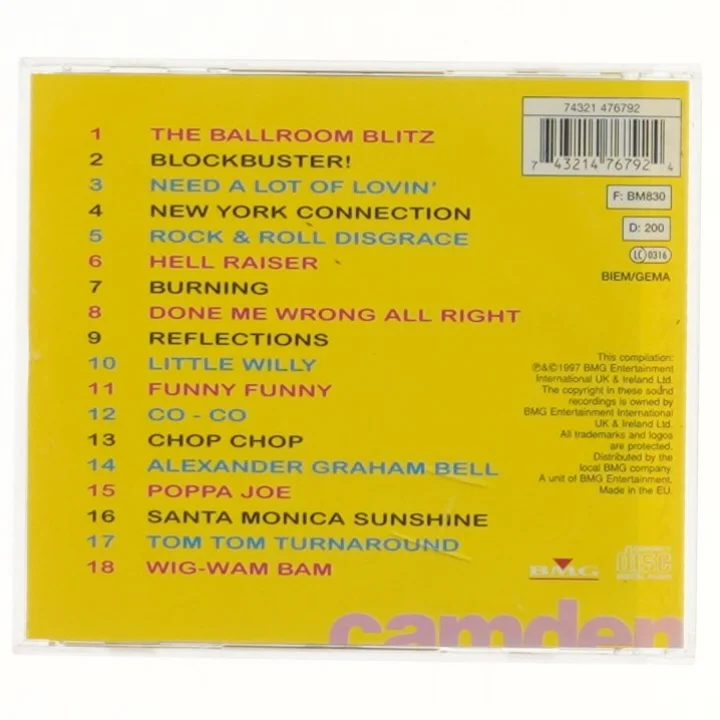 74321 476792
7 43214 76792 4
F: BM830
D: 200
LC 0316
BIEM/GEMA
1 THE BALLROOM BLITZ
2 BLOCKBUSTER!
3 NEED A LOT OF LOVIN'
4 NEW YORK CONNECTION
5 ROCK & ROLL DISGRACE
6 HELL RAISER
7 BURNING
8 DONE ME WRONG ALL RIGHT
9 REFLECTIONS
10 LITTLE WILLY
11 FUNNY FUNNY
12 CO - CO
13 CHOP CHOP
14 ALEXANDER GRAHAM BELL
15 POPPA JOE
16 SANTA MONICA SUNSHINE
17 TOM TOM TURNAROUND
18 WIG-WAM BAM
This compilation:
℗&©1997 BMG Entertainment
International UK & Ireland Ltd.
The copyright in these sound
recordings is owned by
BMG Entertainment International
UK & Ireland Ltd.
All trademarks and logos
are protected.
Distributed by the
local BMG company.
A unit of BMG Entertainment.
Made in the EU.
BMG
DISC
camden